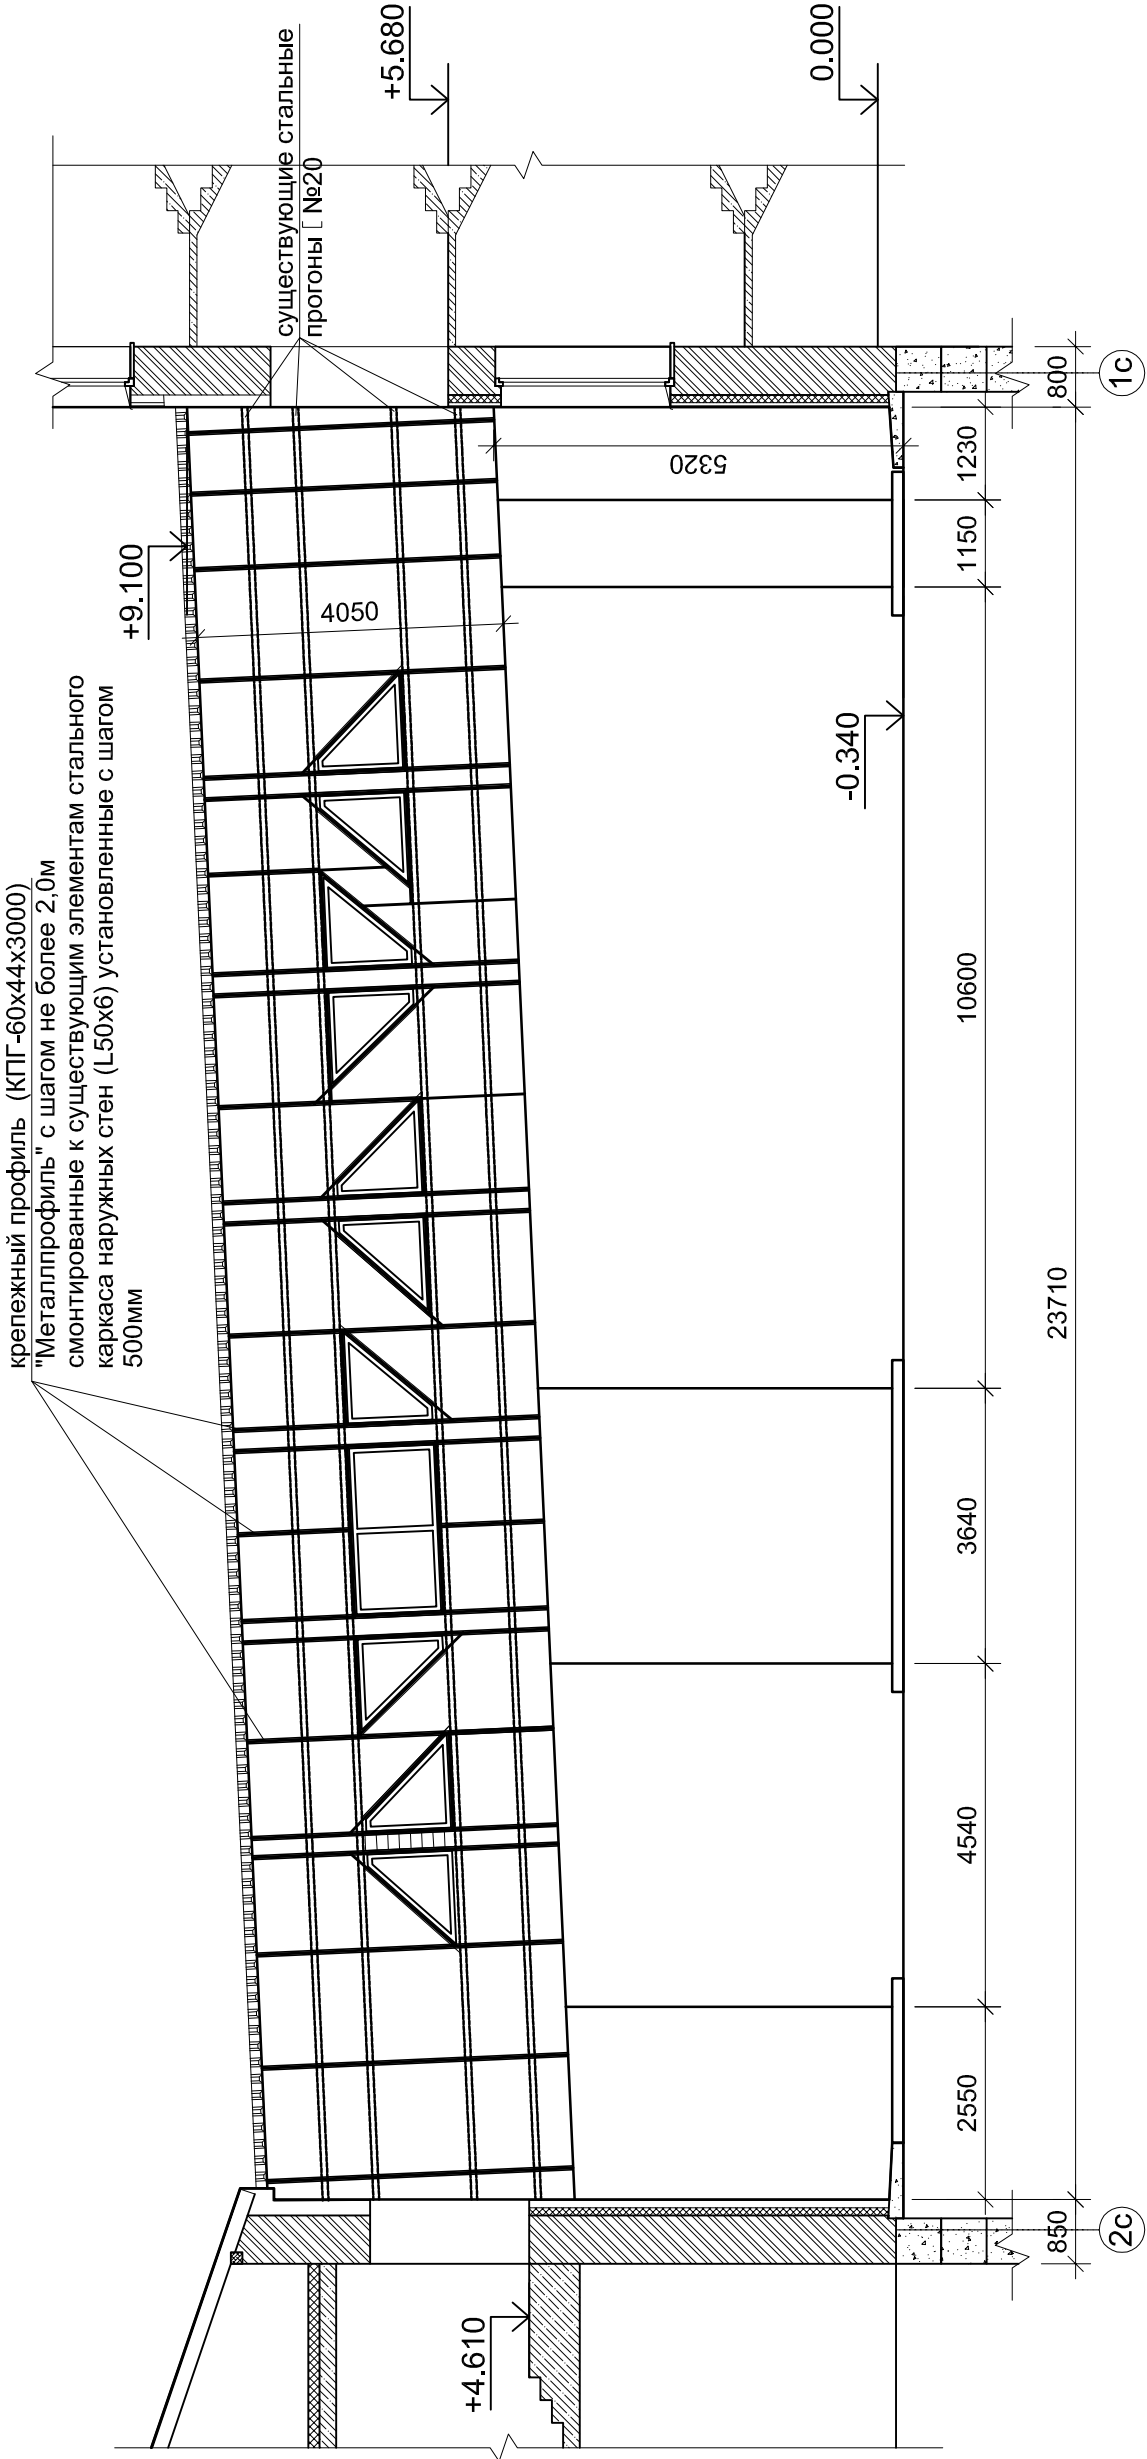 крепежный профиль (КПГ-60х44х3000)
"Металлпрофиль" с шагом не более 2,0м
смонтированные к существующим элементам стального
каркаса наружных стен (L50х6) установленные с шагом
500мм
существующие стальные
прогоны [ №20
+9.100
+5.680
0.000
-0.340
+4.610
4050
5320
2550
4540
3640
10600
1150
1230
850
23710
800
2с
1с